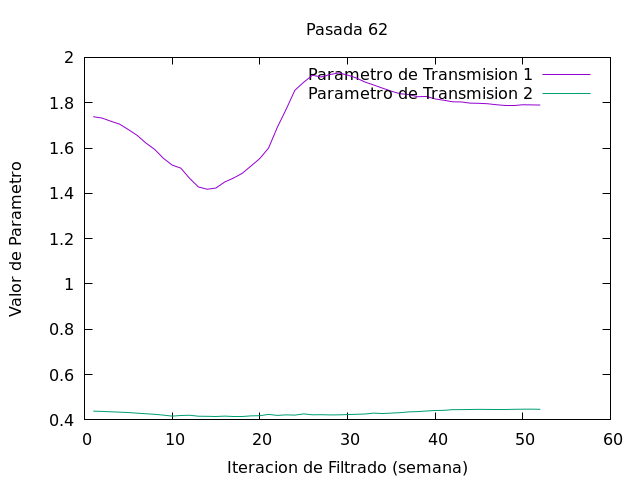 Pasada 62
Parametro de Transmision 1
Parametro de Transmision 2
2
1.8
1.6
1.4
1.2
1
0.8
0.6
0.4
Valor de Parametro
0 10 20 30 40 50 60
Iteracion de Filtrado (semana)